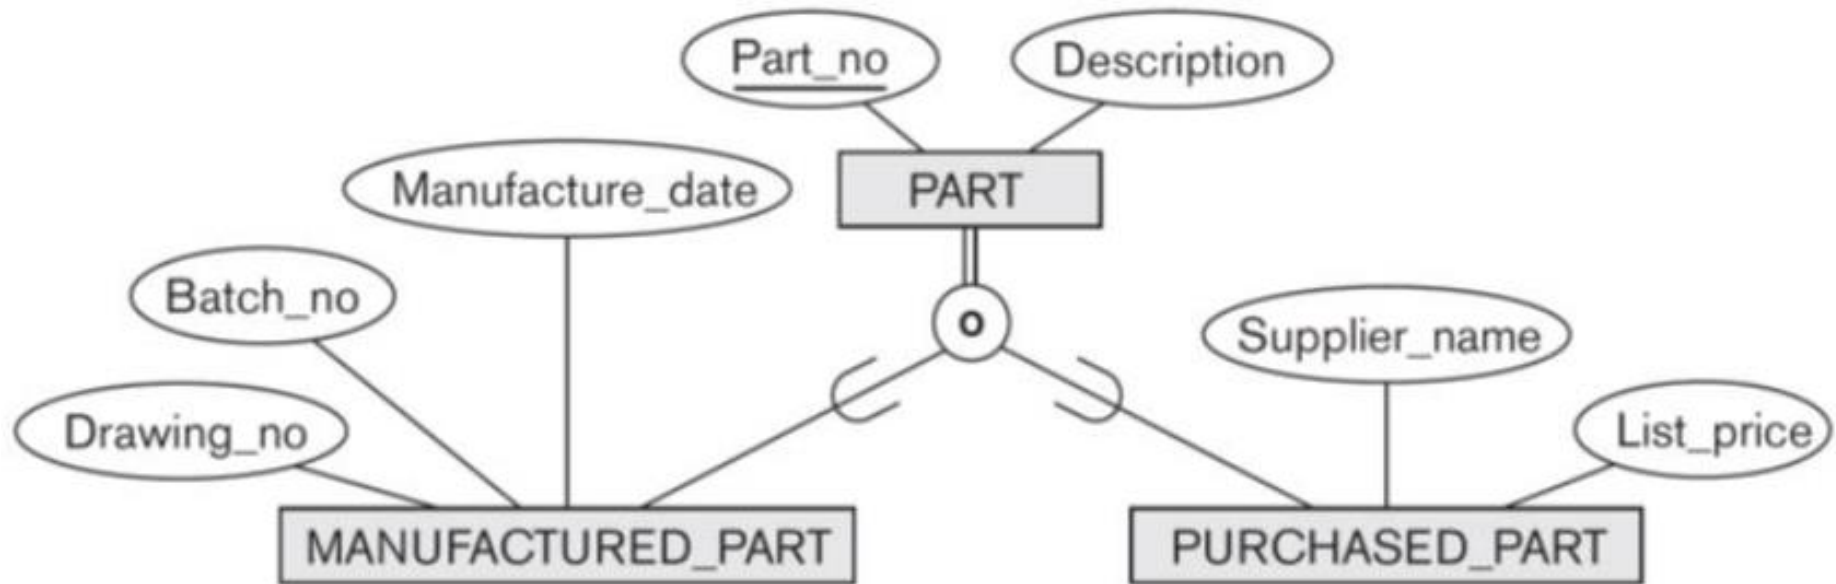 Part_no
Description
PART
Manufacture_date
Batch_no
o
Supplier_name
Drawing_no
List_price
MANUFACTURED_PART
PURCHASED_PART